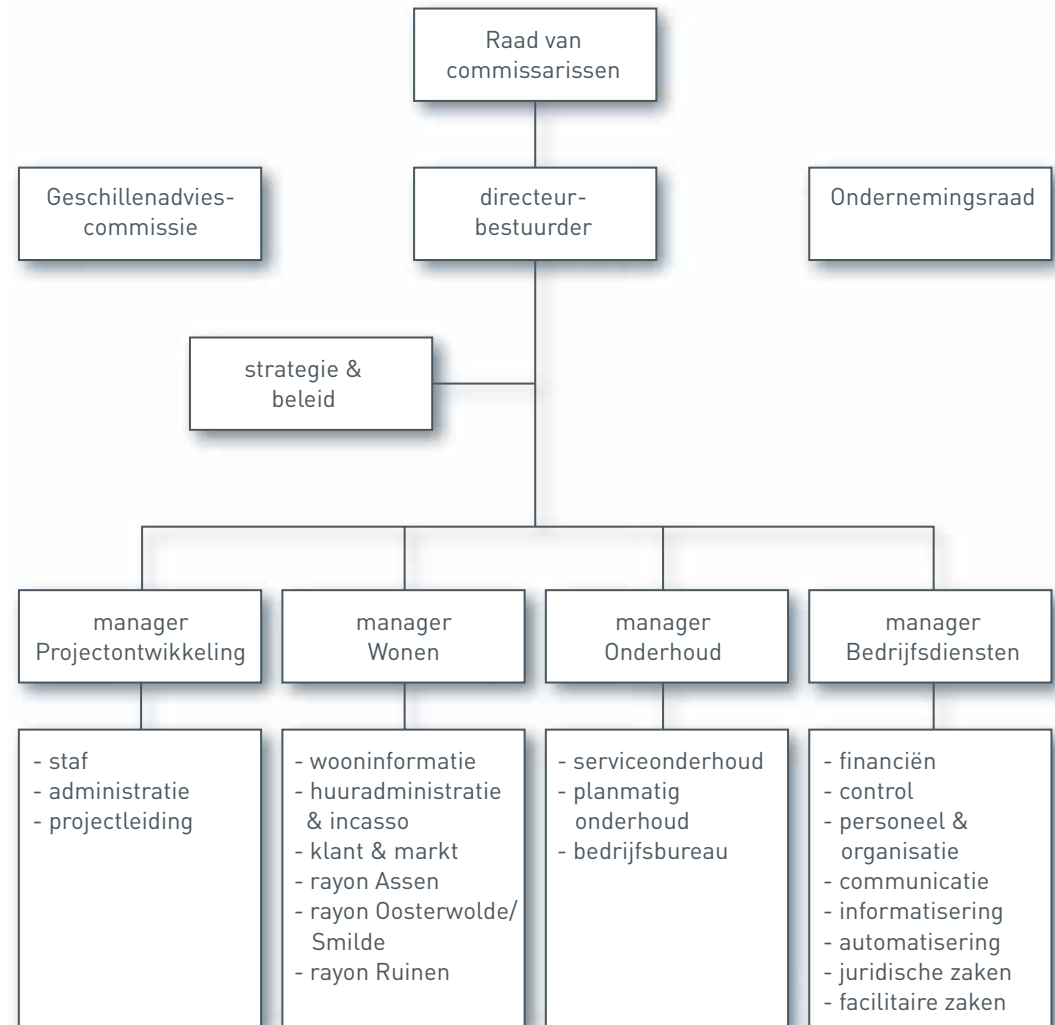 Raad van
commissarissen
Geschillenadvies-
commissie
directeur-
bestuurder
Ondernemingsraad
strategie &
beleid
manager
Projectontwikkeling
manager
Wonen
manager
Onderhoud
manager
Bedrijfsdiensten
- staf
- administratie
- projectleiding
- wooninformatie
- huuradministratie
& incasso
- klant & markt
- rayon Assen
- rayon Oosterwolde/
Smilde
- rayon Ruinen
- serviceonderhoud
- planmatig
onderhoud
- bedrijfsbureau
- financiën
- control
- personeel &
organisatie
- communicatie
- informatisering
- automatisering
- juridische zaken
- facilitaire zaken